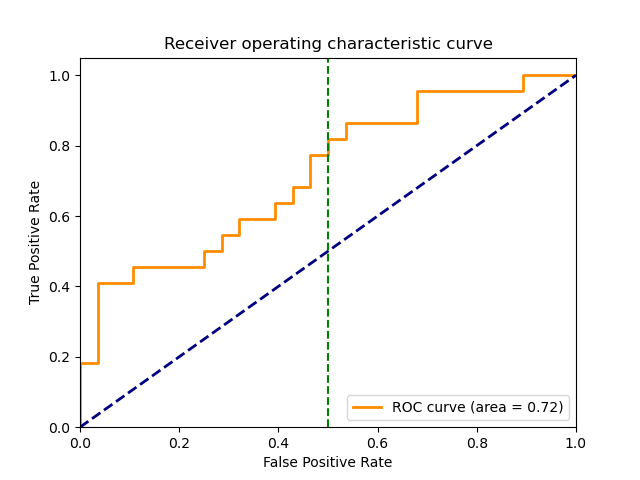 Receiver operating characteristic curve
True Positive Rate
1.0
0.8
0.6
0.4
0.2
0.0
ROC curve (area = 0.72)
0.0 0.2 0.4 0.6 0.8 1.0
False Positive Rate